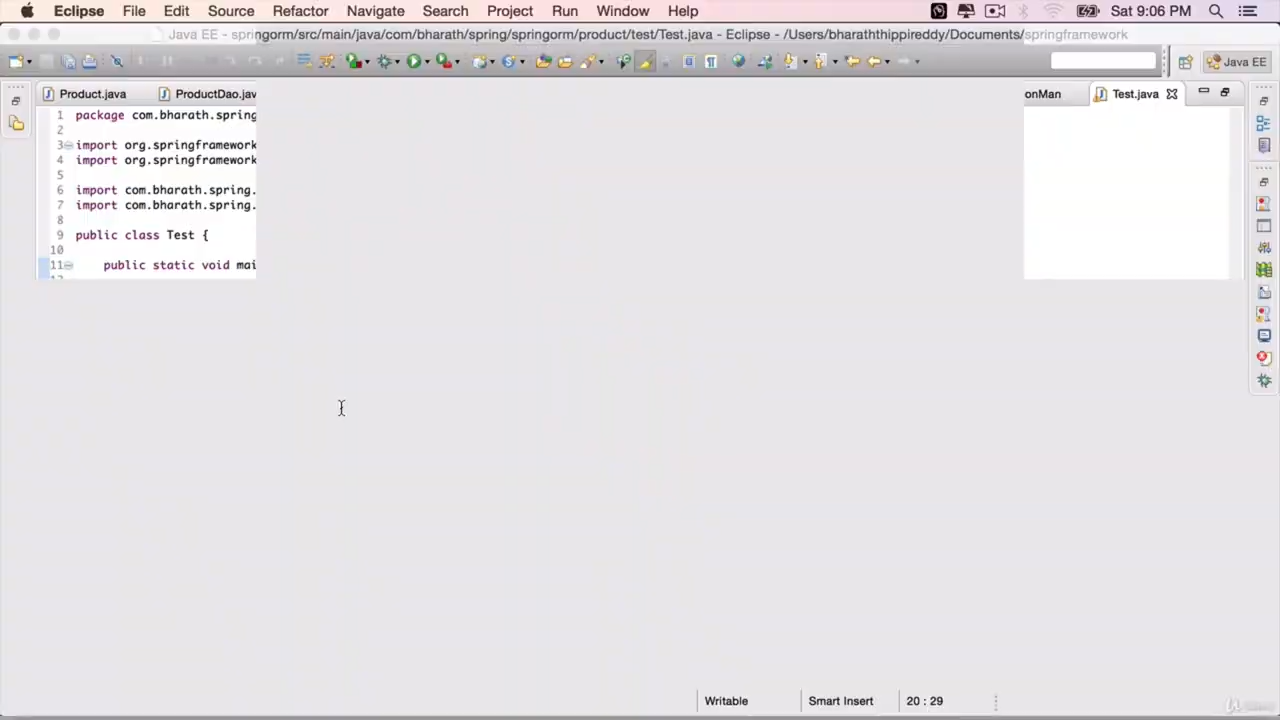 Eclipse File Edit Source Refactor Navigate Search Project Run Window Help Sat 9:06 PM
Java EE - springorm/src/main/java/com/bharath/spring/springorm/product/test/Test.java - Eclipse - /Users/bharaththippireddy/Documents/springframework
Java EE
Product.java ProductDao.jav onMan Test.java
1 package com.bharath.spring
2
3 import org.springframework
4 import org.springframework
5
6 import com.bharath.spring.
7 import com.bharath.spring.
8
9 public class Test {
10
11 public static void mai
Writable Smart Insert 20 : 29